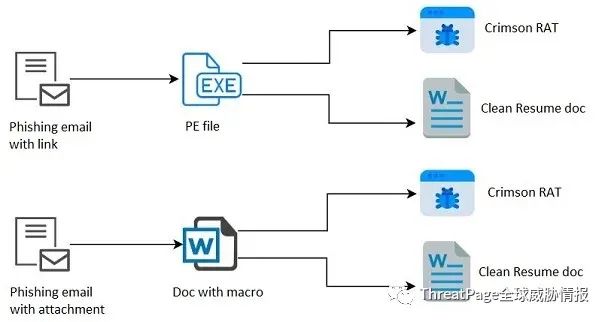 Crimson RAT
EXE
Phishing email
with link
PE file
W
Clean Resume doc
Crimson RAT
W
Phishing email
with attachment
Doc with macro
W
Clean Resume doc
ThreatPage全球威胁情报